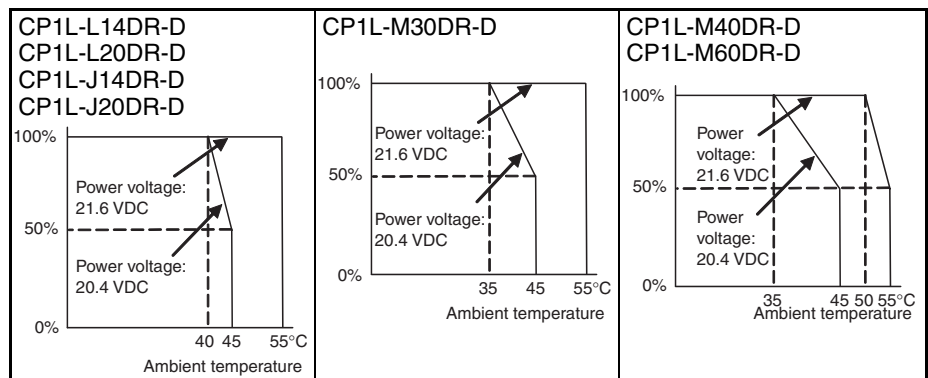 CP1L-L14DR-D
CP1L-L20DR-D
CP1L-J14DR-D
CP1L-J20DR-D
100%
Power voltage:
21.6 VDC
50%
Power voltage:
20.4 VDC
0%
40 45 55°C
Ambient temperature
CP1L-M30DR-D
100%
Power voltage:
21.6 VDC
50%
Power voltage:
20.4 VDC
0%
35 45 55°C
Ambient temperature
CP1L-M40DR-D
CP1L-M60DR-D
100%
Power
voltage:
21.6 VDC
50%
Power
voltage:
20.4 VDC
0%
35 45 50 55°C
Ambient temperature